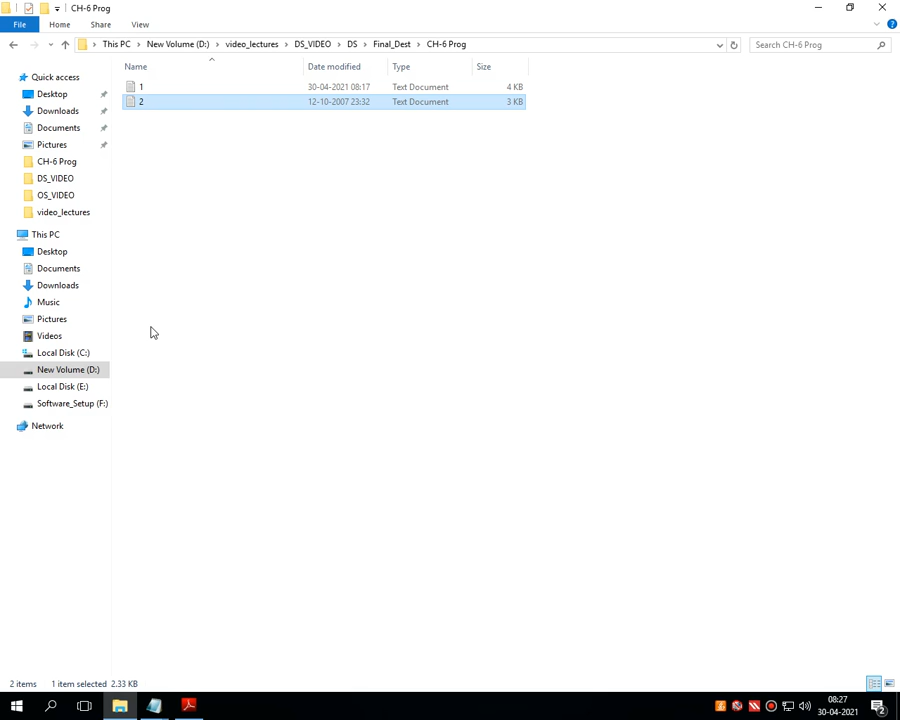 CH-6 Prog
File Home Share View
This PC New Volume (D:) video_lectures DS_VIDEO DS Final_Dest CH-6 Prog Search CH-6 Prog
Name Date modified Type Size
1 30-04-2021 08:17 Text Document 4 KB
2 12-10-2007 23:32 Text Document 3 KB
Quick access
Desktop
Downloads
Documents
Pictures
CH-6 Prog
DS_VIDEO
OS_VIDEO
video_lectures
This PC
Desktop
Documents
Downloads
Music
Pictures
Videos
Local Disk (C:)
New Volume (D:)
Local Disk (E:)
Software_Setup (F:)
Network
2 items 1 item selected 2.33 KB
08:27
30-04-2021
2